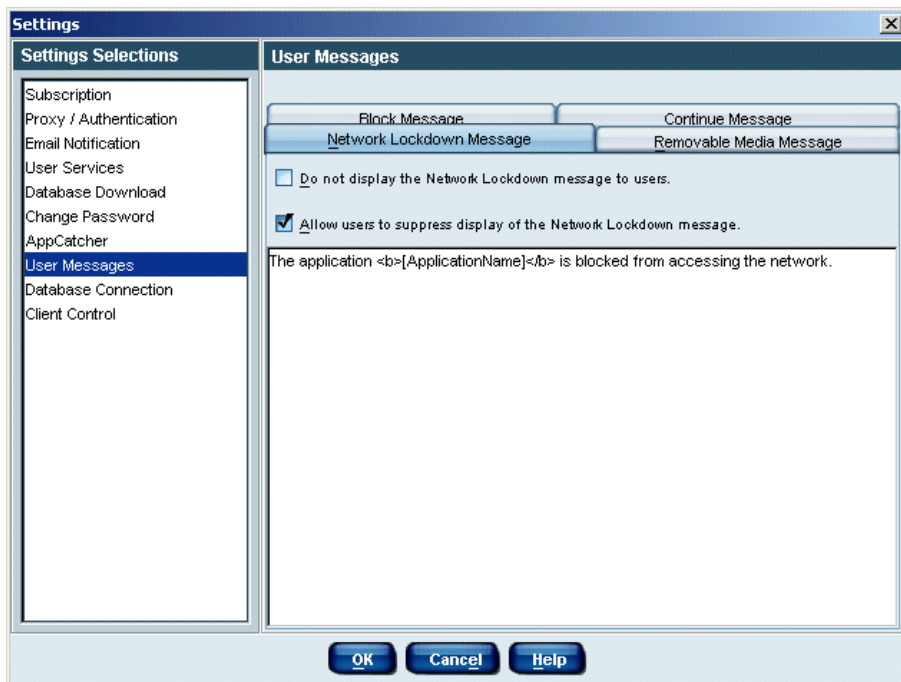 Settings
Settings Selections
Subscription
Proxy / Authentication
Email Notification
User Services
Database Download
Change Password
AppCatcher
User Messages
Database Connection
Client Control
User Messages
Block Message
Continue Message
Network Lockdown Message
Removable Media Message
Do not display the Network Lockdown message to users.
Allow users to suppress display of the Network Lockdown message.
The application <b>[ApplicationName]</b> is blocked from accessing the network.
OK
Cancel
Help